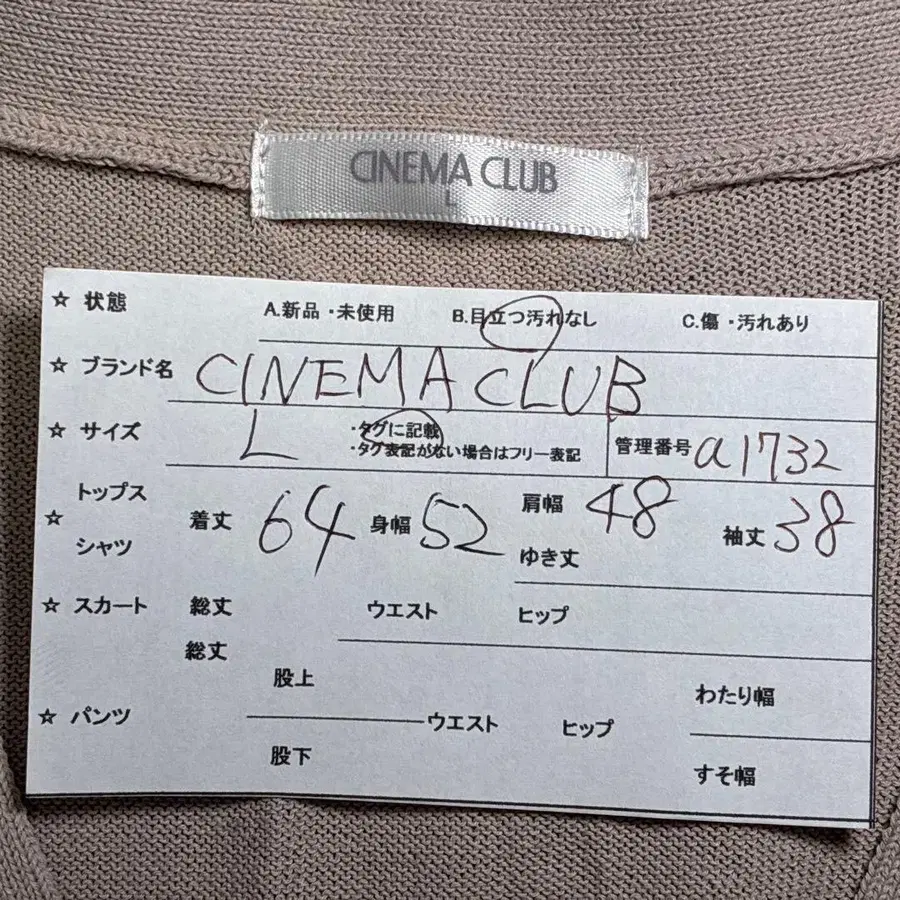 CINEMA CLUB
L
☆ 状態 A.新品・未使用 B.目立つ汚れなし C.傷・汚れあり
☆ ブランド名 CINEMA CLUB
☆ サイズ L ・タグに記載 管理番号 a1732
・タグ表記がない場合はフリー表記
☆ トップス シャツ 着丈 64 身幅 52 肩幅 48 袖丈 38
ゆき丈
☆ スカート 総丈 ウエスト ヒップ
総丈
股上 わたり幅
☆ パンツ ウエスト ヒップ
股下 すそ幅